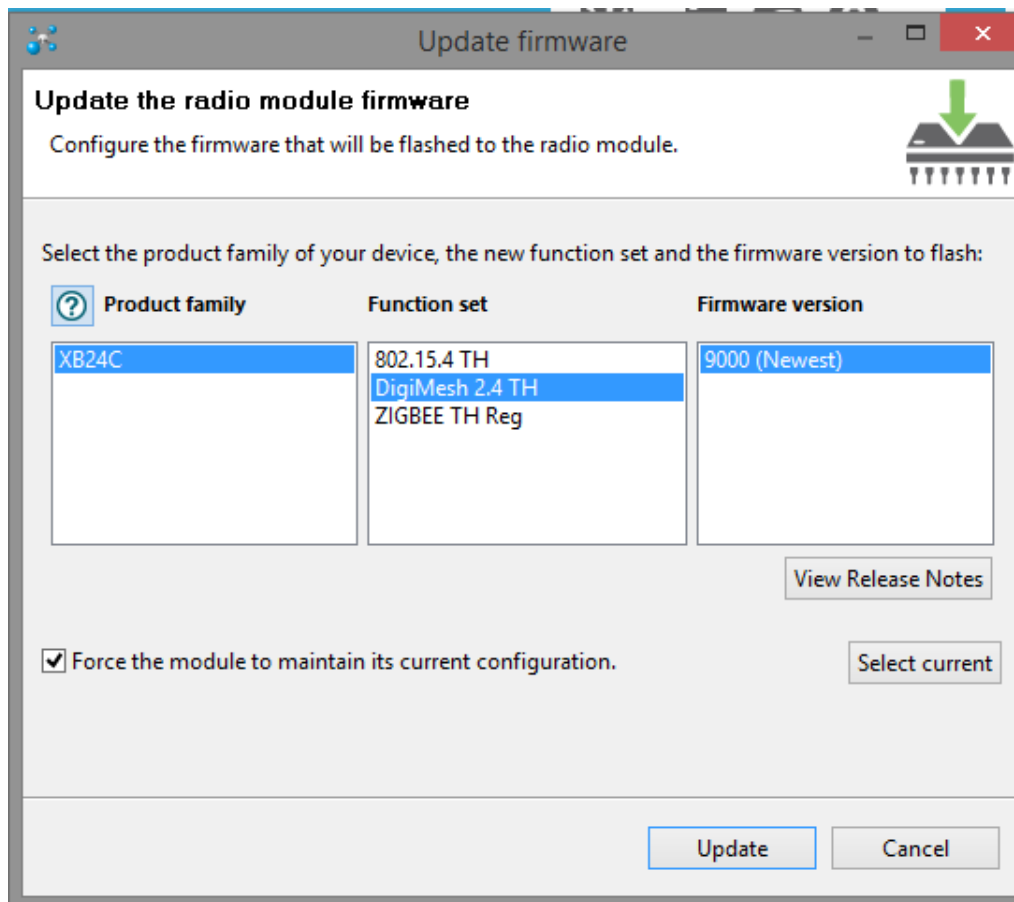 Update firmware
Update the radio module firmware
Configure the firmware that will be flashed to the radio module.
Select the product family of your device, the new function set and the firmware version to flash:
Product family Function set Firmware version
XB24C 802.15.4 TH 9000 (Newest)
DigiMesh 2.4 TH
ZIGBEE TH Reg
View Release Notes
Force the module to maintain its current configuration. Select current
Update Cancel